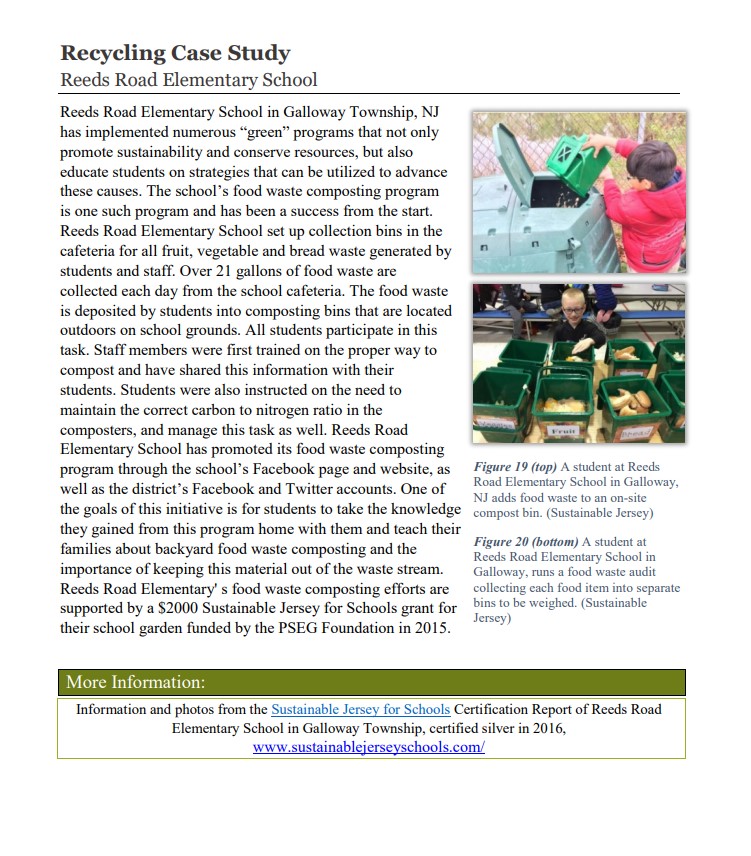 Recycling Case Study
Reeds Road Elementary School
Reeds Road Elementary School in Galloway Township, NJ
has implemented numerous “green” programs that not only
promote sustainability and conserve resources, but also
educate students on strategies that can be utilized to advance
these causes. The school’s food waste composting program
is one such program and has been a success from the start.
Reeds Road Elementary School set up collection bins in the
cafeteria for all fruit, vegetable and bread waste generated by
students and staff. Over 21 gallons of food waste are
collected each day from the school cafeteria. The food waste
is deposited by students into composting bins that are located
outdoors on school grounds. All students participate in this
task. Staff members were first trained on the proper way to
compost and have shared this information with their
students. Students were also instructed on the need to
maintain the correct carbon to nitrogen ratio in the
composters, and manage this task as well. Reeds Road
Elementary School has promoted its food waste composting
program through the school’s Facebook page and website, as
well as the district’s Facebook and Twitter accounts. One of
the goals of this initiative is for students to take the knowledge
they gained from this program home with them and teach their
families about backyard food waste composting and the
importance of keeping this material out of the waste stream.
Reeds Road Elementary' s food waste composting efforts are
supported by a $2000 Sustainable Jersey for Schools grant for
their school garden funded by the PSEG Foundation in 2015.
Fruit
Bread
Figure 19 (top) A student at Reeds
Road Elementary School in Galloway,
NJ adds food waste to an on-site
compost bin. (Sustainable Jersey)
Figure 20 (bottom) A student at
Reeds Road Elementary School in
Galloway, runs a food waste audit
collecting each food item into separate
bins to be weighed. (Sustainable
Jersey)
More Information:
Information and photos from the Sustainable Jersey for Schools Certification Report of Reeds Road
Elementary School in Galloway Township, certified silver in 2016,
www.sustainablejerseyschools.com/